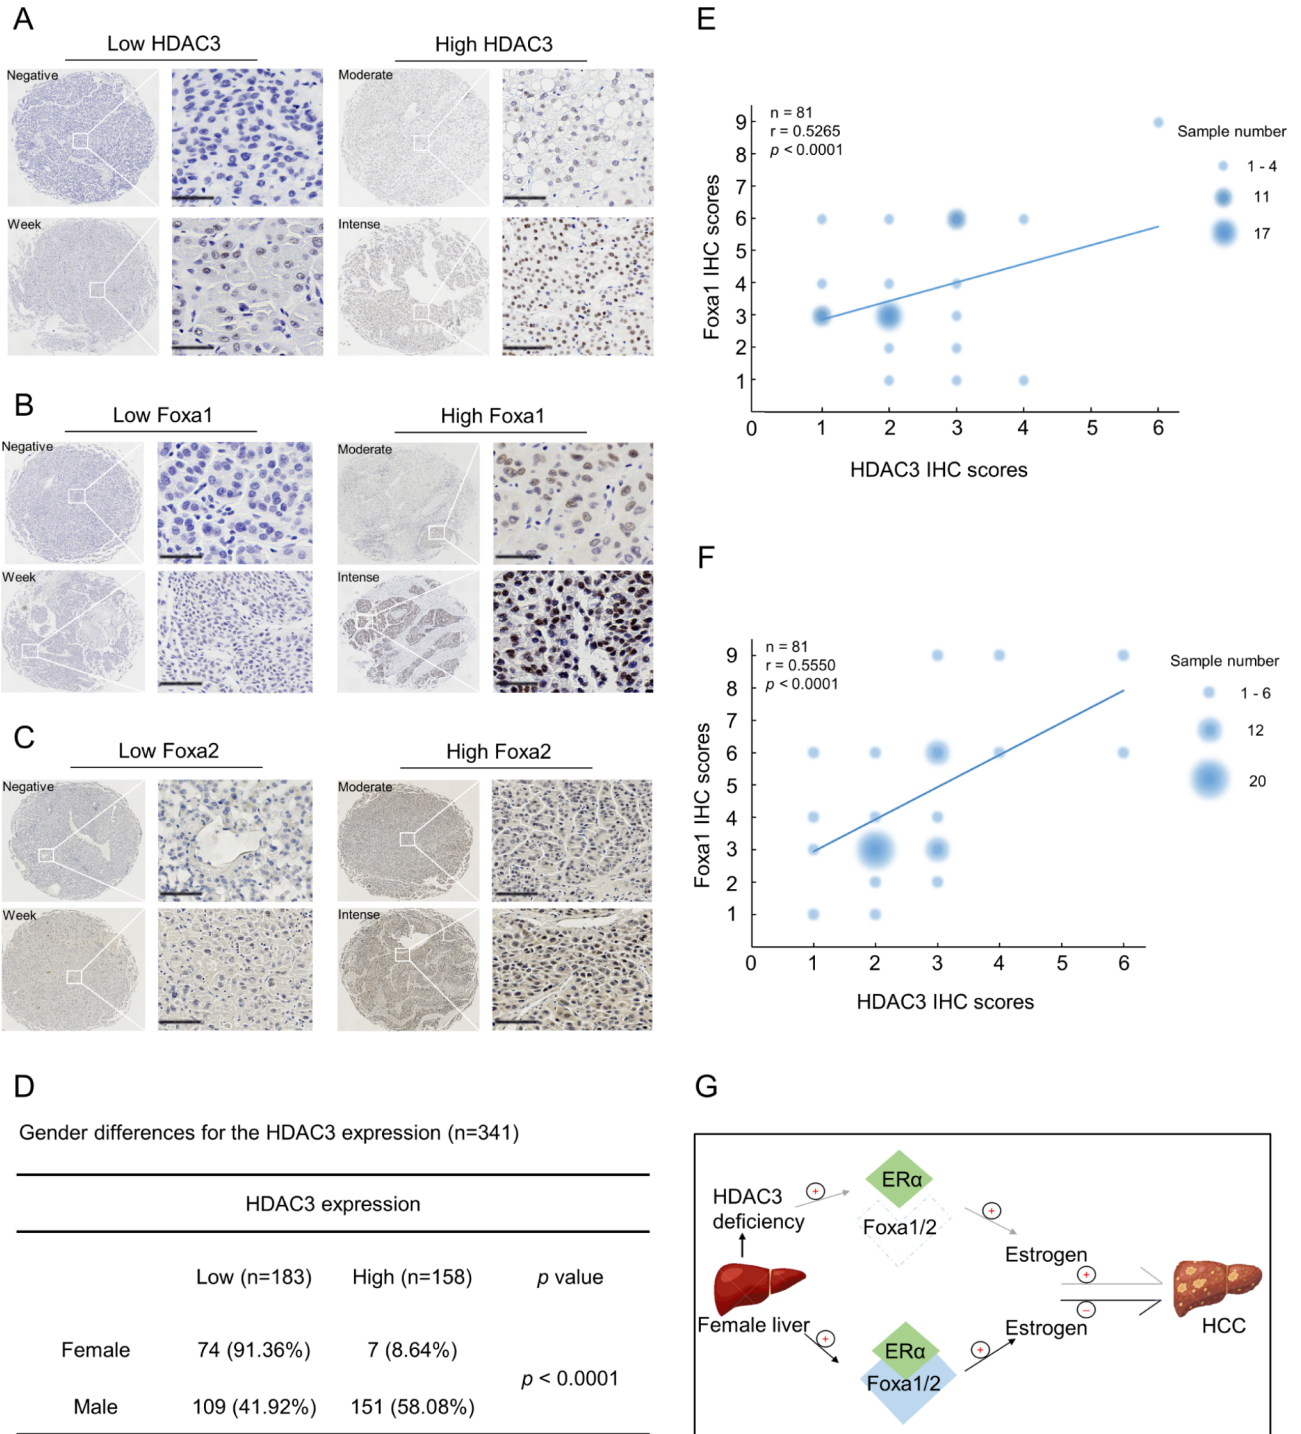 A
Low HDAC3
High HDAC3
Negative
Moderate
Week
Intense
B
Low Foxa1
High Foxa1
Negative
Moderate
Week
Intense
C
Low Foxa2
High Foxa2
Negative
Moderate
Week
Intense
D
Gender differences for the HDAC3 expression (n=341)
HDAC3 expression
Low (n=183) High (n=158) p value
Female 74 (91.36%) 7 (8.64%)
p < 0.0001
Male 109 (41.92%) 151 (58.08%)
E
n = 81
r = 0.5265
p < 0.0001
Foxa1 IHC scores
9
8
7
6
5
4
3
2
1
0 1 2 3 4 5 6
HDAC3 IHC scores
Sample number
1 - 4
11
17
F
n = 81
r = 0.5550
p < 0.0001
Foxa1 IHC scores
9
8
7
6
5
4
3
2
1
0 1 2 3 4 5 6
HDAC3 IHC scores
Sample number
1 - 6
12
20
G
HDAC3
deficiency
+
ERα
Foxa1/2
+
Estrogen
+
Female liver
+
ERα
Foxa1/2
+
Estrogen
−
HCC